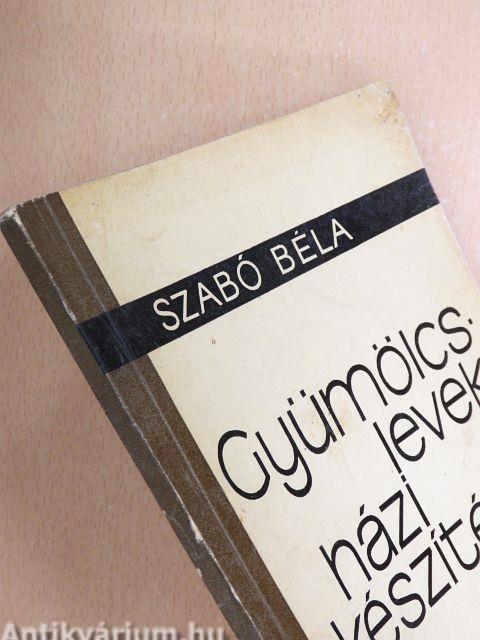 SZABÓ BÉLA
Gyümölcs-
levek
házi
készíté
Antikvárium.hu